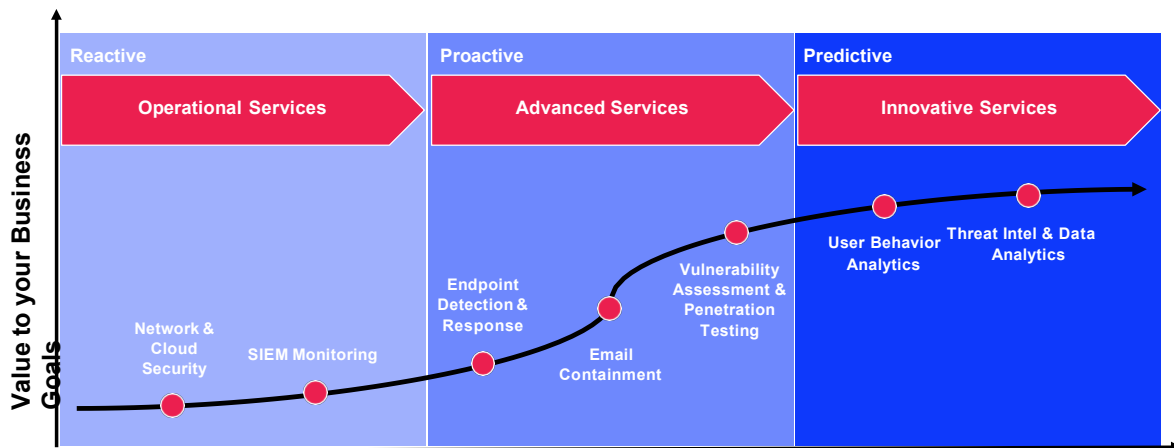 Value to your Business
Goals
Reactive
Proactive
Predictive
Operational Services
Advanced Services
Innovative Services
Network &
Cloud
Security
SIEM Monitoring
Endpoint
Detection &
Response
Email
Containment
Vulnerability
Assessment &
Penetration
Testing
User Behavior
Analytics
Threat Intel & Data
Analytics